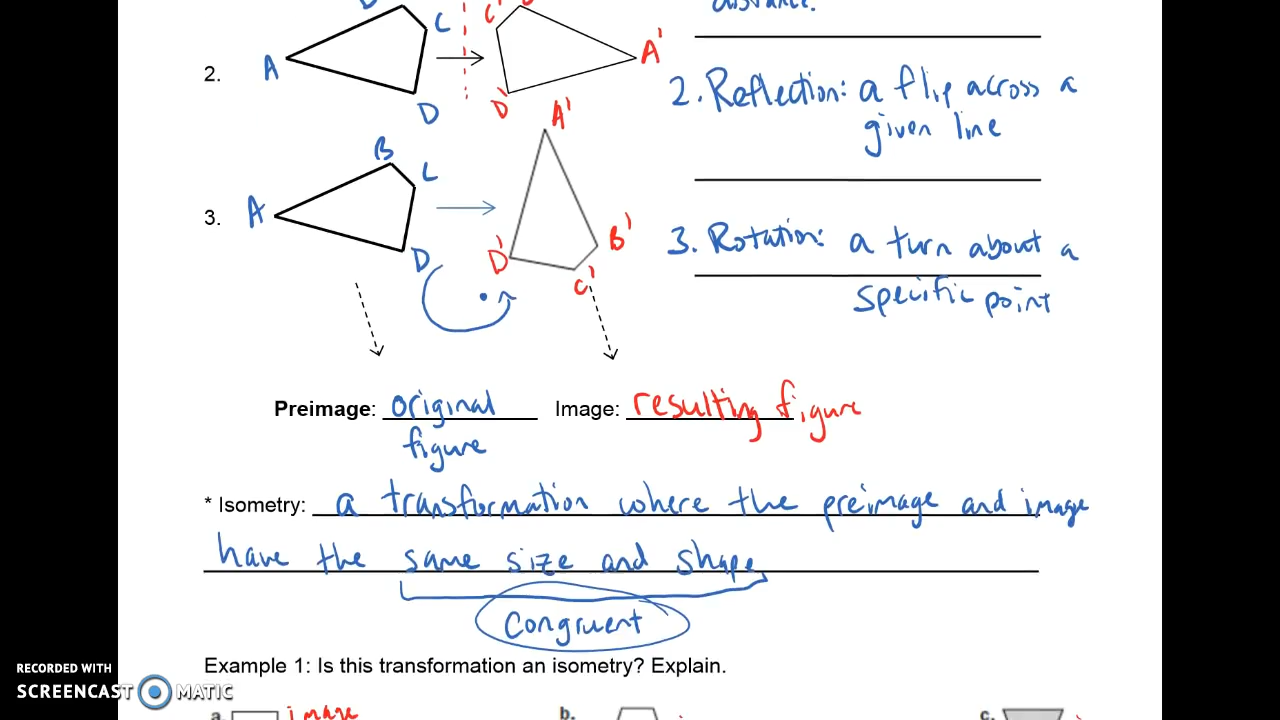 distance.
B C C'
2. A A'
D D'
2. Reflection: a flip across a
given line
A'
B C
3. A
D D' B'
C'
3. Rotation: a turn about a
specific point
Preimage: original
figure
Image: resulting figure
* Isometry: a transformation where the preimage and image
have the same size and shape
Congruent
RECORDED WITH
SCREENCAST MATIC
Example 1: Is this transformation an isometry? Explain.
a. image
b.
c.